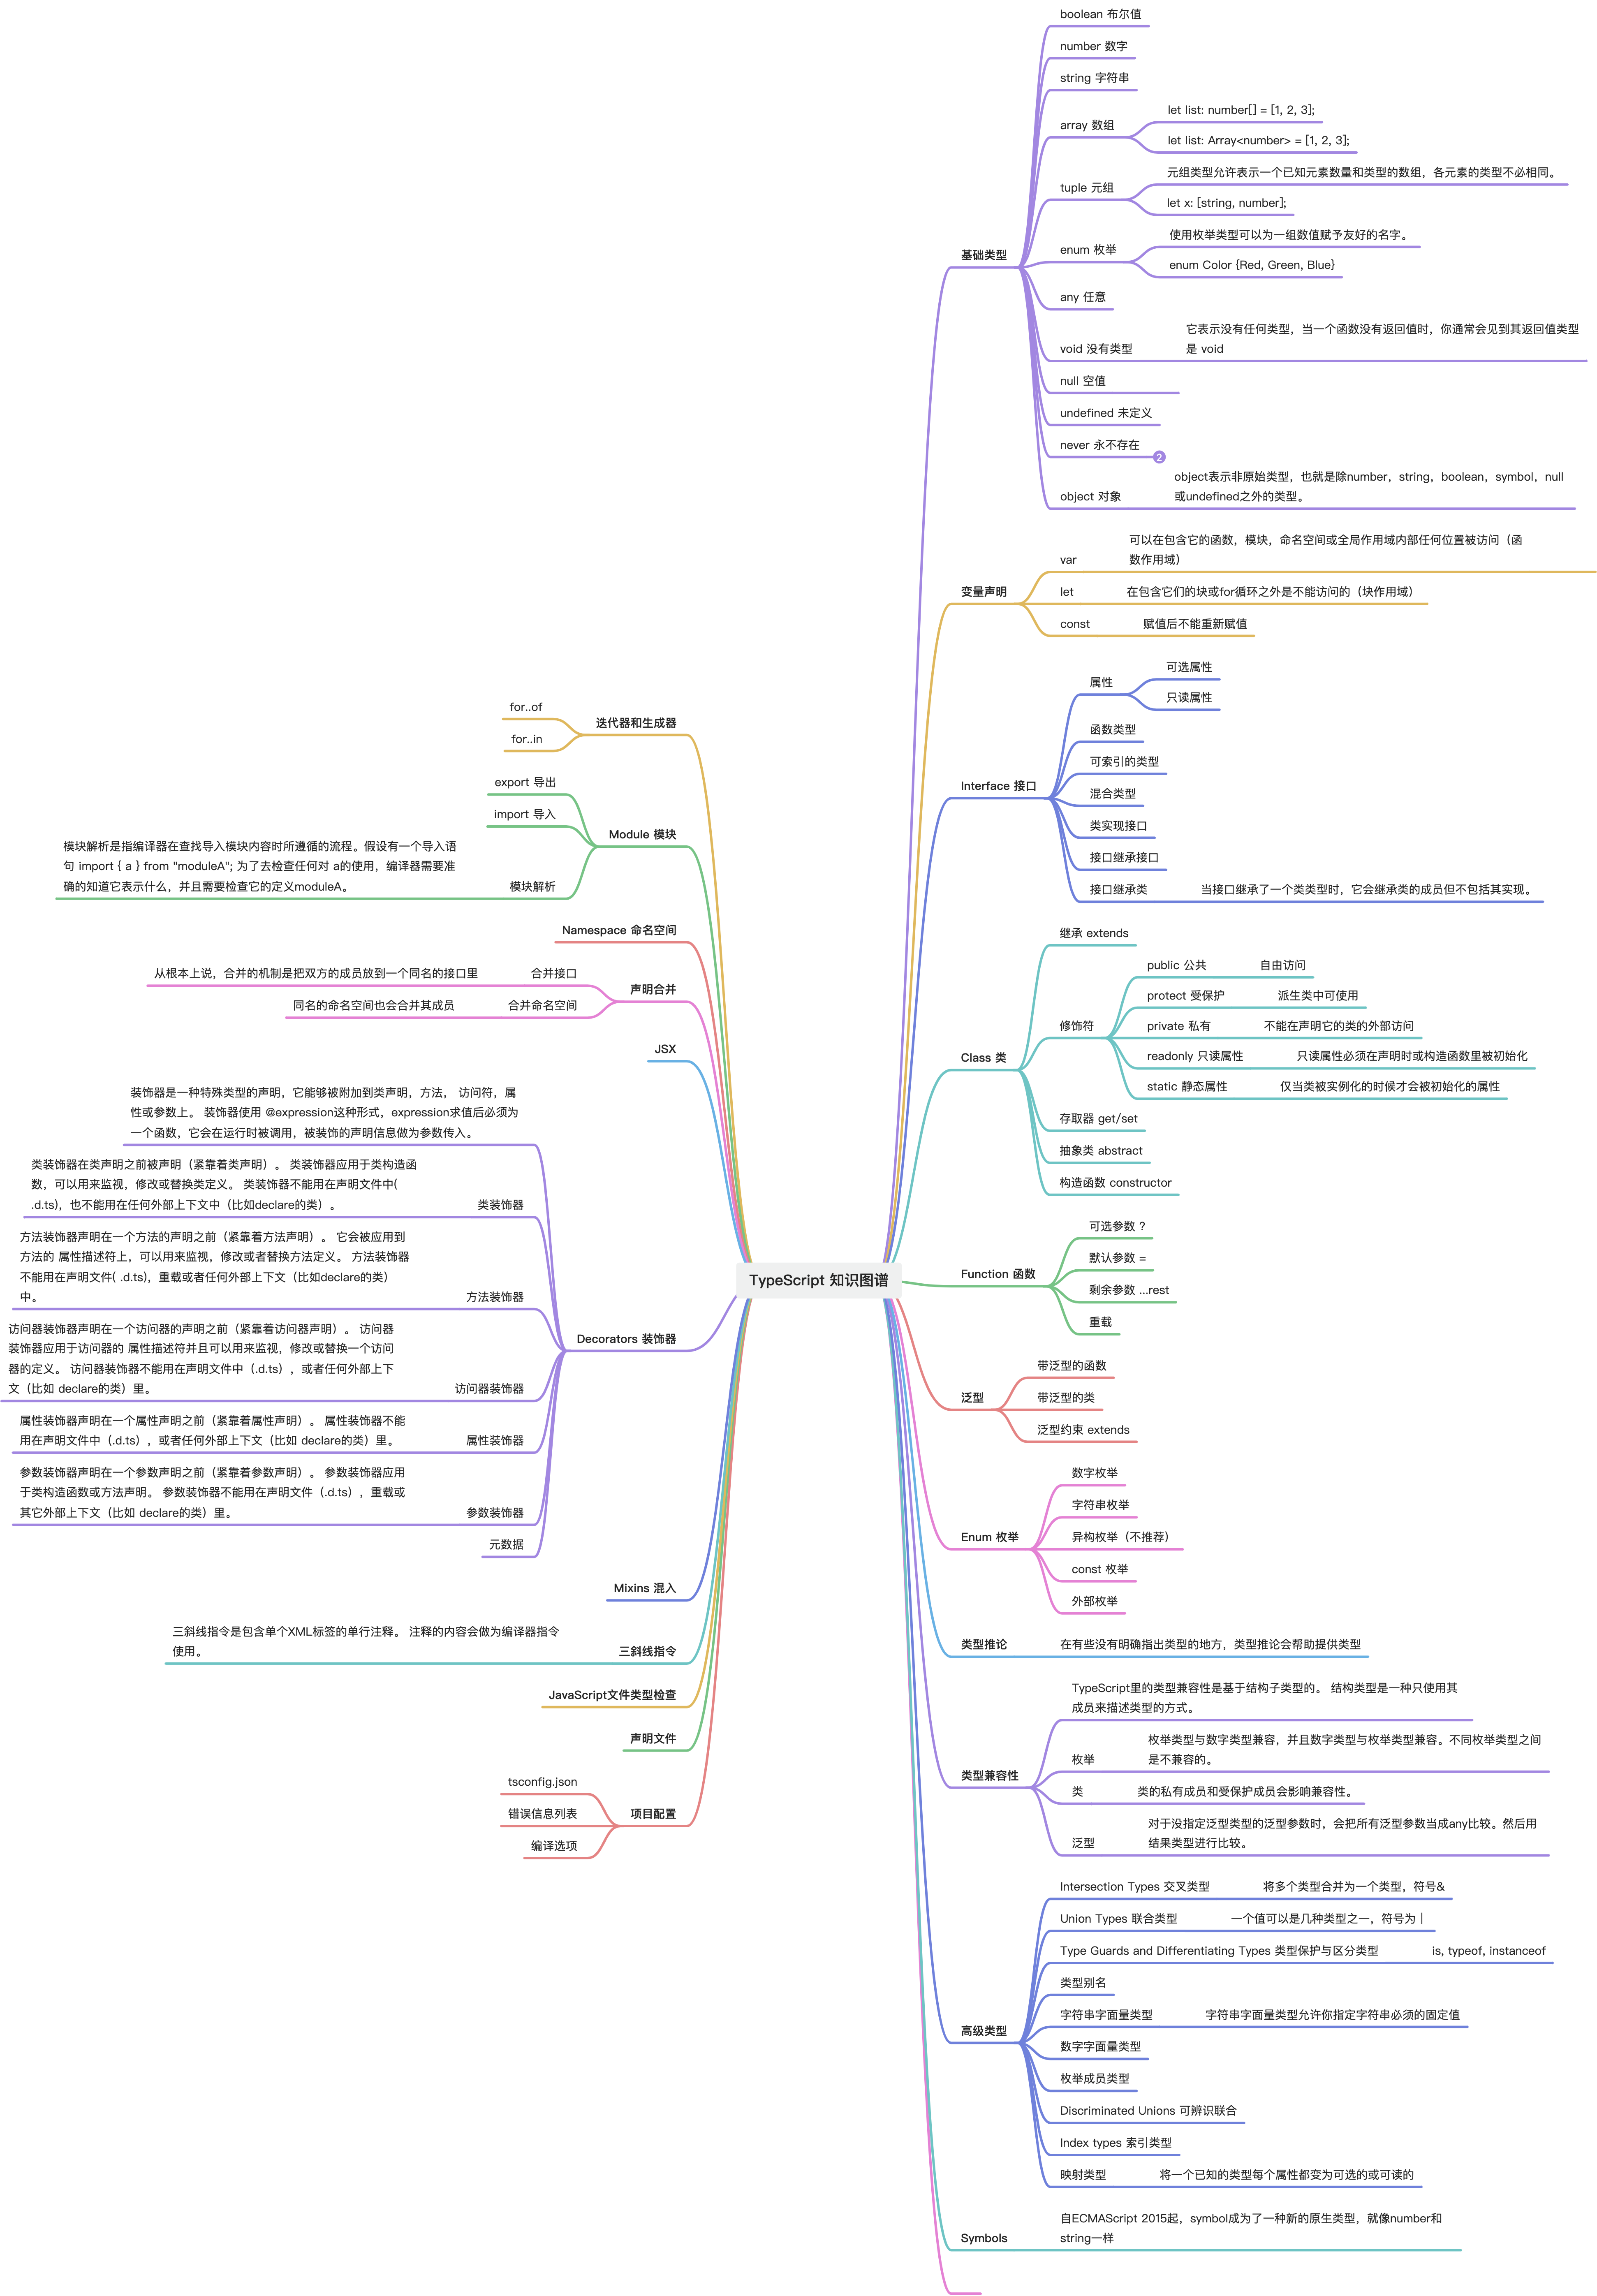 TypeScript 知识图谱
基础类型
boolean 布尔值
number 数字
string 字符串
array 数组
let list: number[] = [1, 2, 3];
let list: Array<number> = [1, 2, 3];
tuple 元组
元组类型允许表示一个已知元素数量和类型的数组，各元素的类型不必相同。
let x: [string, number];
enum 枚举
使用枚举类型可以为一组数值赋予友好的名字。
enum Color {Red, Green, Blue}
any 任意
void 没有类型
它表示没有任何类型，当一个函数没有返回值时，你通常会见到其返回值类型
是 void
null 空值
undefined 未定义
never 永不存在
2
object 对象
object表示非原始类型，也就是除number，string，boolean，symbol，null
或undefined之外的类型。
变量声明
var
可以在包含它的函数，模块，命名空间或全局作用域内部任何位置被访问（函
数作用域）
let
在包含它们的块或for循环之外是不能访问的（块作用域）
const
赋值后不能重新赋值
Interface 接口
属性
可选属性
只读属性
函数类型
可索引的类型
混合类型
类实现接口
接口继承接口
接口继承类
当接口继承了一个类类型时，它会继承类的成员但不包括其实现。
Class 类
继承 extends
修饰符
public 公共
自由访问
protect 受保护
派生类中可使用
private 私有
不能在声明它的类的外部访问
readonly 只读属性
只读属性必须在声明时或构造函数里被初始化
static 静态属性
仅当类被实例化的时候才会被初始化的属性
存取器 get/set
抽象类 abstract
构造函数 constructor
Function 函数
可选参数 ?
默认参数 =
剩余参数 ...rest
重载
泛型
带泛型的函数
带泛型的类
泛型约束 extends
Enum 枚举
数字枚举
字符串枚举
异构枚举（不推荐）
const 枚举
外部枚举
类型推论
在有些没有明确指出类型的地方，类型推论会帮助提供类型
类型兼容性
TypeScript里的类型兼容性是基于结构子类型的。 结构类型是一种只使用其
成员来描述类型的方式。
枚举
枚举类型与数字类型兼容，并且数字类型与枚举类型兼容。不同枚举类型之间
是不兼容的。
类
类的私有成员和受保护成员会影响兼容性。
泛型
对于没指定泛型类型的泛型参数时，会把所有泛型参数当成any比较。然后用
结果类型进行比较。
高级类型
Intersection Types 交叉类型
将多个类型合并为一个类型，符号&
Union Types 联合类型
一个值可以是几种类型之一，符号为 |
Type Guards and Differentiating Types 类型保护与区分类型
is, typeof, instanceof
类型别名
字符串字面量类型
字符串字面量类型允许你指定字符串必须的固定值
数字字面量类型
枚举成员类型
Discriminated Unions 可辨识联合
Index types 索引类型
映射类型
将一个已知的类型每个属性都变为可选的或可读的
Symbols
自ECMAScript 2015起，symbol成为了一种新的原生类型，就像number和
string一样
迭代器和生成器
for..of
for..in
Module 模块
export 导出
import 导入
模块解析
模块解析是指编译器在查找导入模块内容时所遵循的流程。假设有一个导入语
句 import { a } from "moduleA"; 为了去检查任何对 a的使用，编译器需要准
确的知道它表示什么，并且需要检查它的定义moduleA。
Namespace 命名空间
声明合并
合并接口
从根本上说，合并的机制是把双方的成员放到一个同名的接口里
合并命名空间
同名的命名空间也会合并其成员
JSX
Decorators 装饰器
装饰器是一种特殊类型的声明，它能够被附加到类声明，方法， 访问符，属
性或参数上。 装饰器使用 @expression这种形式，expression求值后必须为
一个函数，它会在运行时被调用，被装饰的声明信息做为参数传入。
类装饰器
类装饰器在类声明之前被声明（紧靠着类声明）。 类装饰器应用于类构造函
数，可以用来监视，修改或替换类定义。 类装饰器不能用在声明文件中(
.d.ts)，也不能用在任何外部上下文中（比如declare的类）。
方法装饰器
方法装饰器声明在一个方法的声明之前（紧靠着方法声明）。 它会被应用到
方法的 属性描述符上，可以用来监视，修改或者替换方法定义。 方法装饰器
不能用在声明文件( .d.ts)，重载或者任何外部上下文（比如declare的类）
中。
访问器装饰器
访问器装饰器声明在一个访问器的声明之前（紧靠着访问器声明）。 访问器
装饰器应用于访问器的 属性描述符并且可以用来监视，修改或替换一个访问
器的定义。 访问器装饰器不能用在声明文件中（.d.ts），或者任何外部上下
文（比如 declare的类）里。
属性装饰器
属性装饰器声明在一个属性声明之前（紧靠着属性声明）。 属性装饰器不能
用在声明文件中（.d.ts），或者任何外部上下文（比如 declare的类）里。
参数装饰器
参数装饰器声明在一个参数声明之前（紧靠着参数声明）。 参数装饰器应用
于类构造函数或方法声明。 参数装饰器不能用在声明文件（.d.ts），重载或
其它外部上下文（比如 declare的类）里。
元数据
Mixins 混入
三斜线指令
三斜线指令是包含单个XML标签的单行注释。 注释的内容会做为编译器指令
使用。
JavaScript文件类型检查
声明文件
项目配置
tsconfig.json
错误信息列表
编译选项